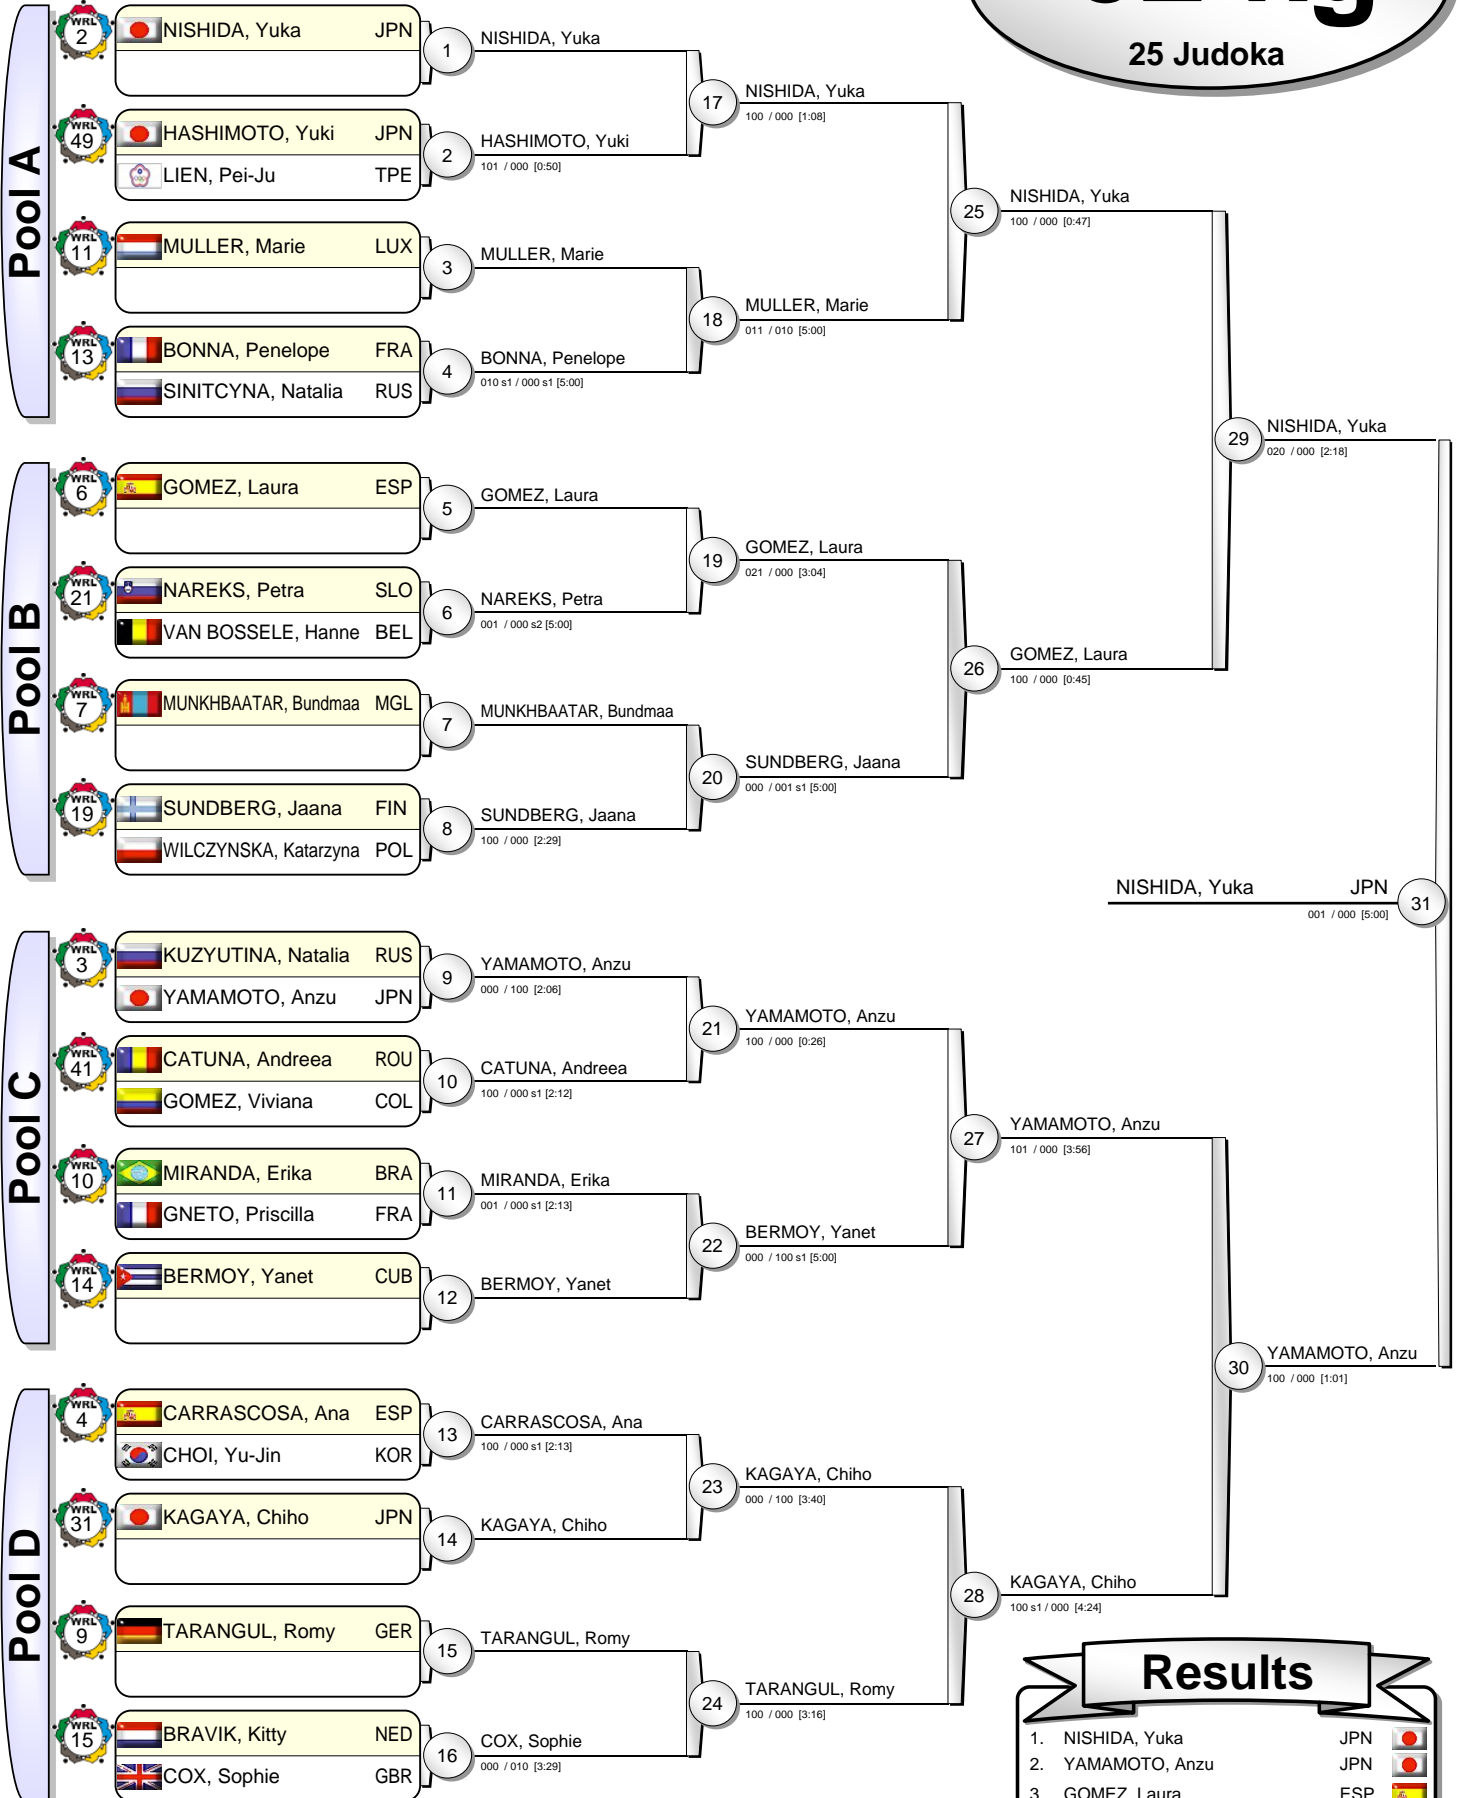 25 Judoka
Pool A
WRL 2
NISHIDA, Yuka JPN
WRL 49
HASHIMOTO, Yuki JPN
LIEN, Pei-Ju TPE
WRL 11
MULLER, Marie LUX
WRL 13
BONNA, Penelope FRA
SINITCYNA, Natalia RUS
1 NISHIDA, Yuka
2 HASHIMOTO, Yuki
101 / 000 [0:50]
3 MULLER, Marie
4 BONNA, Penelope
010 s1 / 000 s1 [5:00]
17 NISHIDA, Yuka
100 / 000 [1:08]
18 MULLER, Marie
011 / 010 [5:00]
25 NISHIDA, Yuka
100 / 000 [0:47]
Pool B
WRL 6
GOMEZ, Laura ESP
WRL 21
NAREKS, Petra SLO
VAN BOSSELE, Hanne BEL
WRL 7
MUNKHBAATAR, Bundmaa MGL
WRL 19
SUNDBERG, Jaana FIN
WILCZYNSKA, Katarzyna POL
5 GOMEZ, Laura
6 NAREKS, Petra
001 / 000 s2 [5:00]
7 MUNKHBAATAR, Bundmaa
8 SUNDBERG, Jaana
100 / 000 [2:29]
19 GOMEZ, Laura
021 / 000 [3:04]
20 SUNDBERG, Jaana
000 / 001 s1 [5:00]
26 GOMEZ, Laura
100 / 000 [0:45]
29 NISHIDA, Yuka
020 / 000 [2:18]
NISHIDA, Yuka JPN 31
001 / 000 [5:00]
Pool C
WRL 3
KUZYUTINA, Natalia RUS
YAMAMOTO, Anzu JPN
WRL 41
CATUNA, Andreea ROU
GOMEZ, Viviana COL
WRL 10
MIRANDA, Erika BRA
GNETO, Priscilla FRA
WRL 14
BERMOY, Yanet CUB
9 YAMAMOTO, Anzu
000 / 100 [2:06]
10 CATUNA, Andreea
100 / 000 s1 [2:12]
11 MIRANDA, Erika
001 / 000 s1 [2:13]
12 BERMOY, Yanet
21 YAMAMOTO, Anzu
100 / 000 [0:26]
22 BERMOY, Yanet
000 / 100 s1 [5:00]
27 YAMAMOTO, Anzu
101 / 000 [3:56]
Pool D
WRL 4
CARRASCOSA, Ana ESP
CHOI, Yu-Jin KOR
WRL 31
KAGAYA, Chiho JPN
WRL 9
TARANGUL, Romy GER
WRL 15
BRAVIK, Kitty NED
COX, Sophie GBR
13 CARRASCOSA, Ana
100 / 000 s1 [2:13]
14 KAGAYA, Chiho
15 TARANGUL, Romy
16 COX, Sophie
000 / 010 [3:29]
23 KAGAYA, Chiho
000 / 100 [3:40]
24 TARANGUL, Romy
100 / 000 [3:16]
28 KAGAYA, Chiho
100 s1 / 000 [4:24]
30 YAMAMOTO, Anzu
100 / 000 [1:01]
Results
1. NISHIDA, Yuka JPN
2. YAMAMOTO, Anzu JPN
3. GOMEZ, Laura ESP